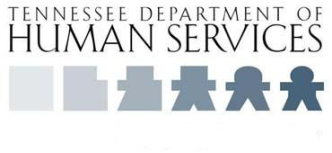 TENNESSEE DEPARTMENT OF
HUMAN SERVICES